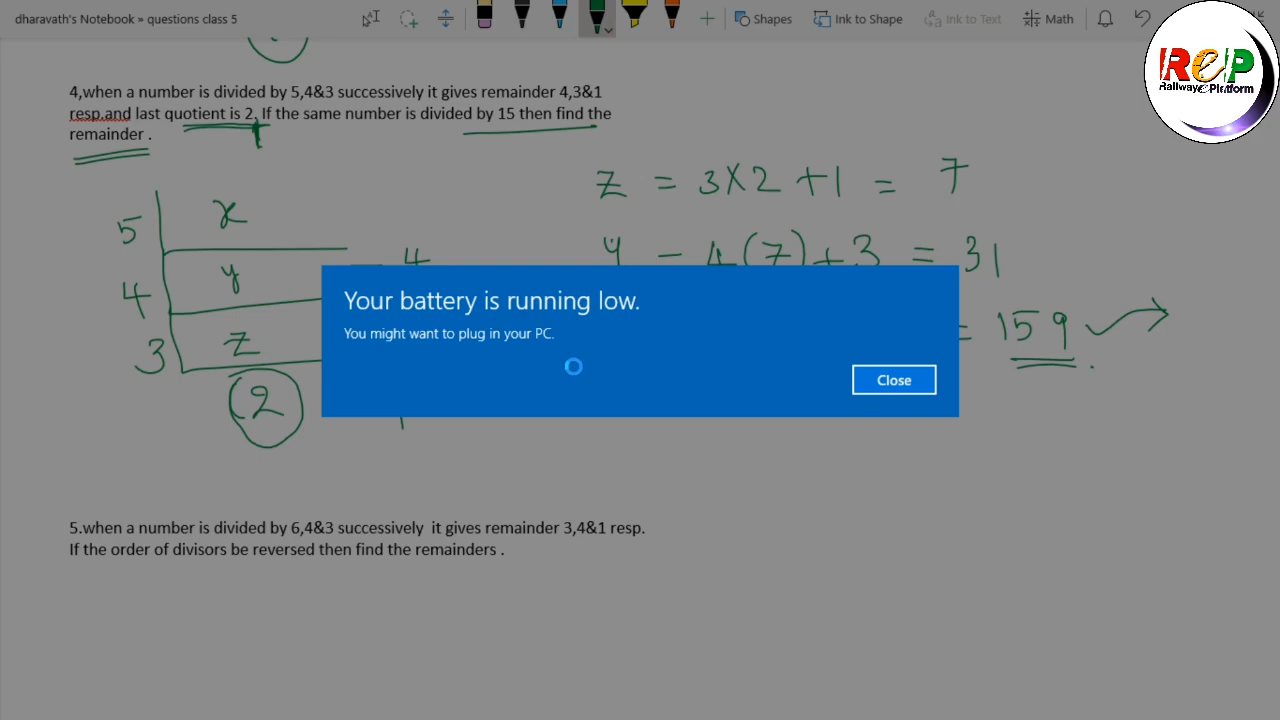 dharavath's Notebook » questions class 5
Shapes
Ink to Shape
Ink to Text
Math
ReP
Railways Platform
4,when a number is divided by 5,4&3 successively it gives remainder 4,3&1
resp.and last quotient is 2. If the same number is divided by 15 then find the
remainder .
z = 3X2 +1 = 7
5 x
y - 4(7)+3 = 31
4 y 4
= 159
3 z
2
Your battery is running low.
You might want to plug in your PC.
Close
5.when a number is divided by 6,4&3 successively it gives remainder 3,4&1 resp.
If the order of divisors be reversed then find the remainders .